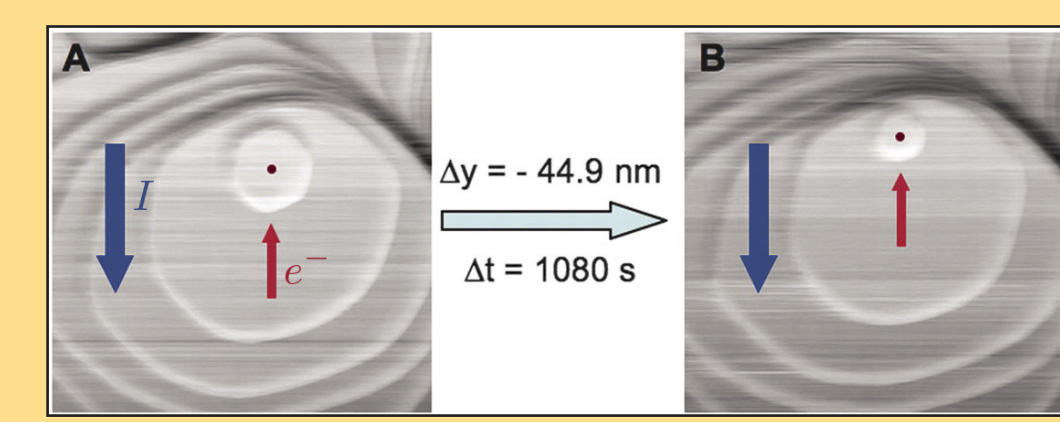 A
I
e⁻
Δy = - 44.9 nm
Δt = 1080 s
B